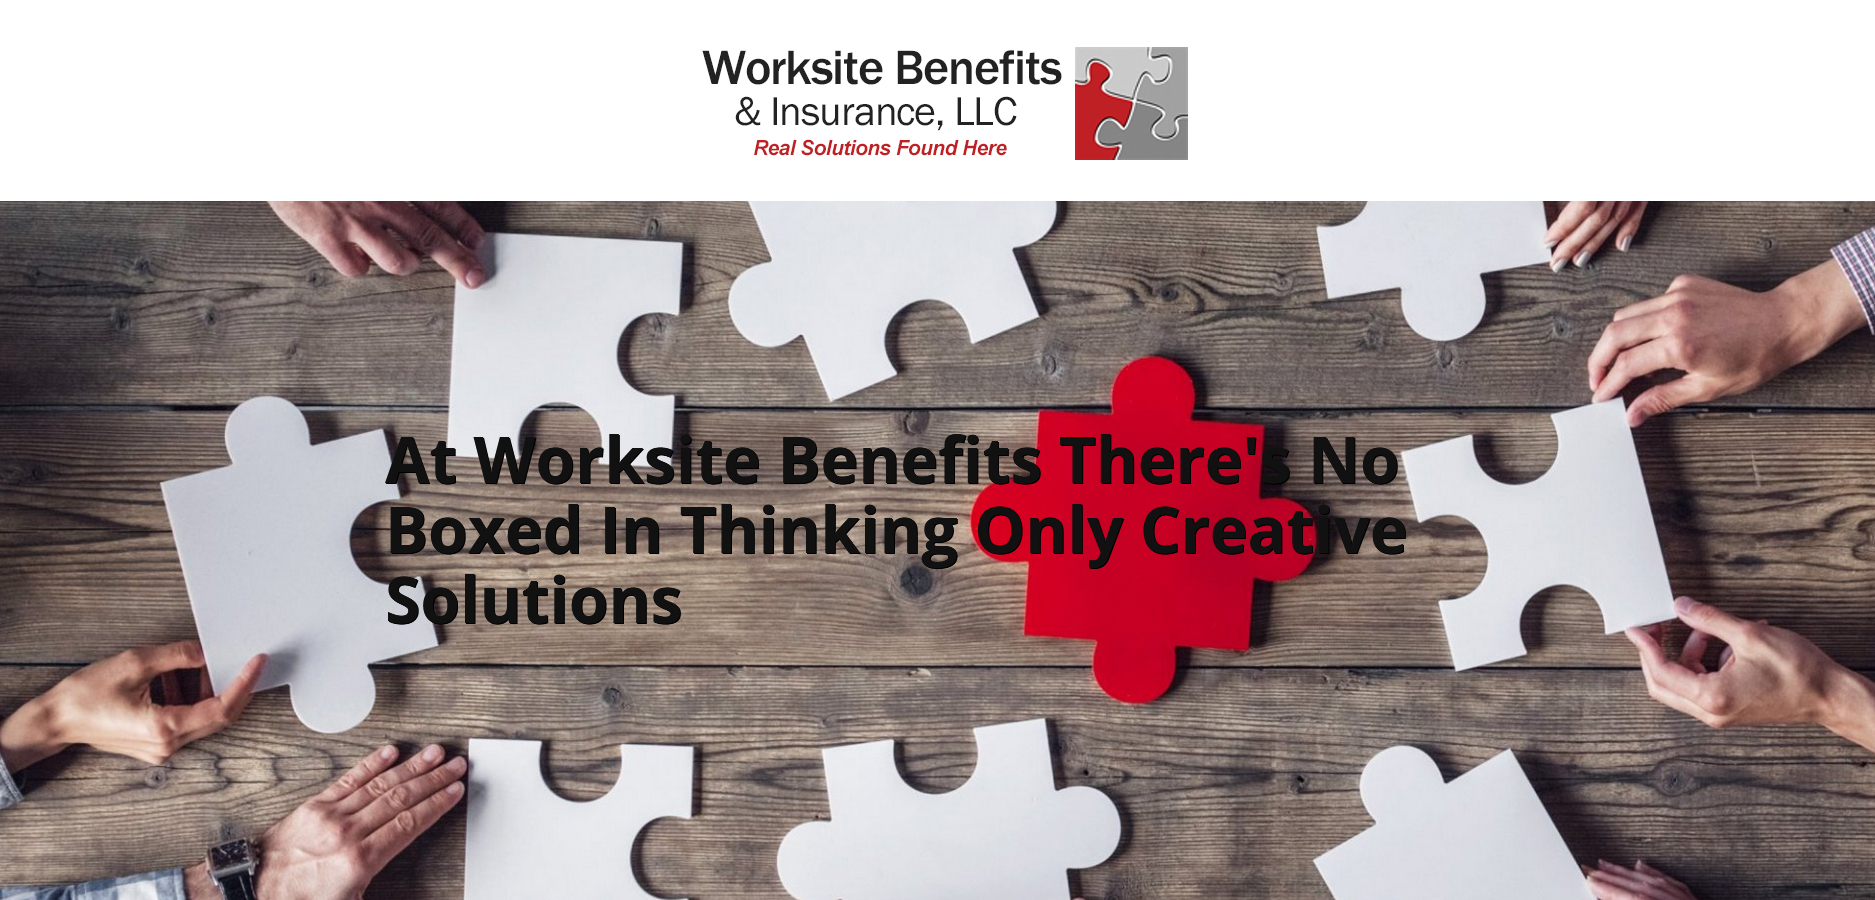 Worksite Benefits
& Insurance, LLC
Real Solutions Found Here
At Worksite Benefits There's No
Boxed In Thinking Only Creative
Solutions